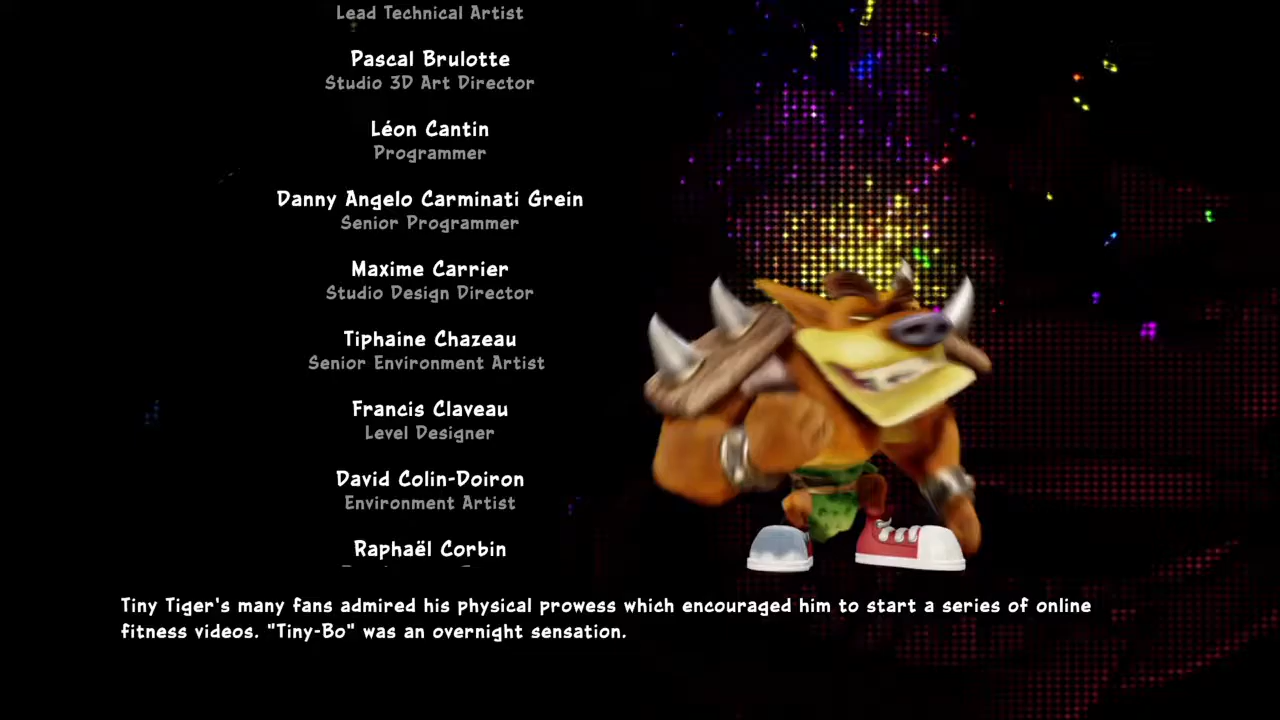 Lead Technical Artist
Pascal Brulotte
Studio 3D Art Director
Léon Cantin
Programmer
Danny Angelo Carminati Grein
Senior Programmer
Maxime Carrier
Studio Design Director
Tiphaine Chazeau
Senior Environment Artist
Francis Claveau
Level Designer
David Colin-Doiron
Environment Artist
Raphaël Corbin
Tiny Tiger's many fans admired his physical prowess which encouraged him to start a series of online
fitness videos. "Tiny-Bo" was an overnight sensation.